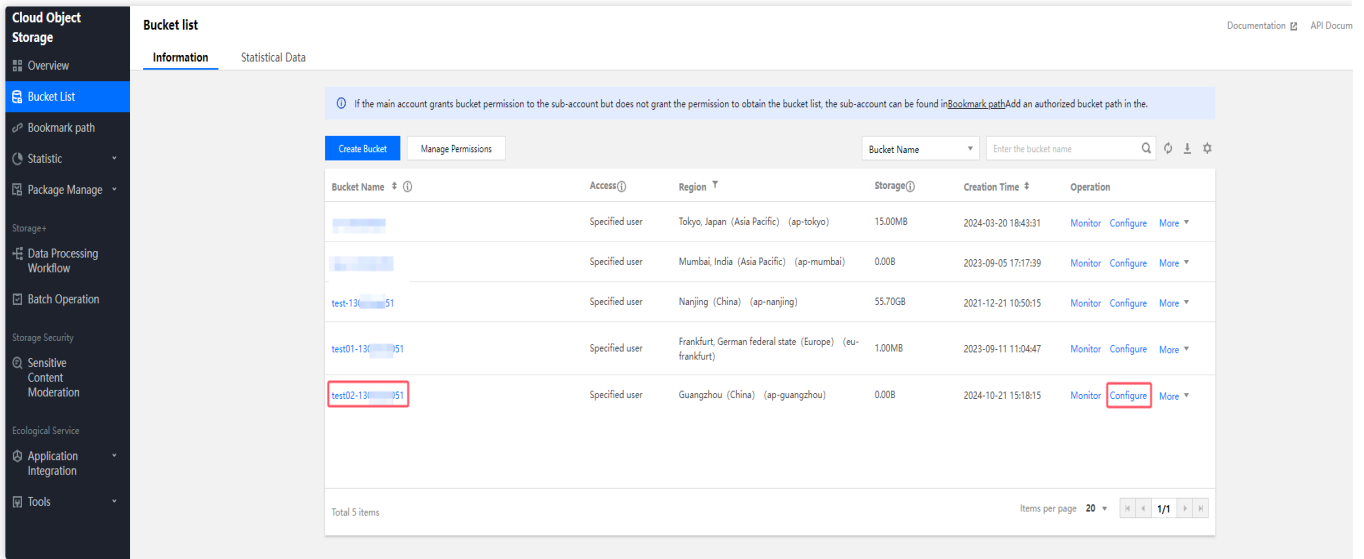 Cloud Object
Storage
Overview
Bucket List
Bookmark path
Statistic
Package Manage
Storage+
Data Processing
Workflow
Batch Operation
Storage Security
Sensitive
Content
Moderation
Ecological Service
Application
Integration
Tools
Bucket list
Documentation API Docum
Information Statistical Data
If the main account grants bucket permission to the sub-account but does not grant the permission to obtain the bucket list, the sub-account can be found inBookmark pathAdd an authorized bucket path in the.
Create Bucket Manage Permissions Bucket Name Enter the bucket name
Bucket Name Access Region Storage Creation Time Operation
Specified user Tokyo, Japan (Asia Pacific) (ap-tokyo) 15.00MB 2024-03-20 18:43:31 Monitor Configure More
Specified user Mumbai, India (Asia Pacific) (ap-mumbai) 0.00B 2023-09-05 17:17:39 Monitor Configure More
test-13 51 Specified user Nanjing (China) (ap-nanjing) 55.70GB 2021-12-21 10:50:15 Monitor Configure More
test01-13 51 Specified user Frankfurt, German federal state (Europe) (eu-
frankfurt) 1.00MB 2023-09-11 11:04:47 Monitor Configure More
test02-13 51 Specified user Guangzhou (China) (ap-guangzhou) 0.00B 2024-10-21 15:18:15 Monitor Configure More
Total 5 items Items per page 20 1/1